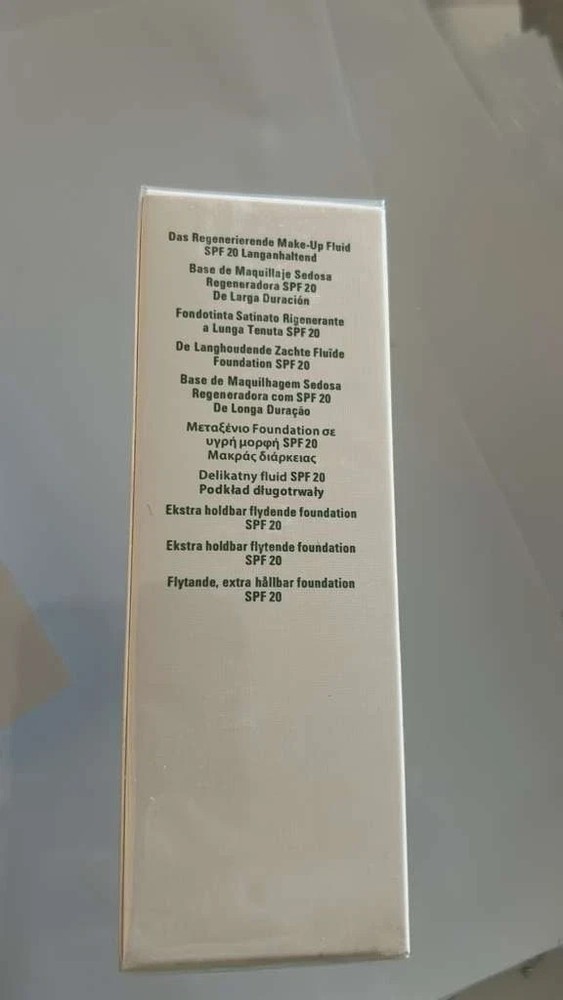 Das Regenerierende Make-Up Fluid
SPF 20 Langanhaltend
Base de Maquillaje Sedosa
Regeneradora SPF 20
De Larga Duración
Fondotinta Satinato Rigenerante
a Lunga Tenuta SPF 20
De Langhoudende Zachte Fluïde
Foundation SPF 20
Base de Maquilhagem Sedosa
Regeneradora com SPF 20
De Longa Duração
Μεταξένιο Foundation σε
υγρή μορφή SPF 20
Μακράς διάρκειας
Delikatny fluid SPF 20
Podkład długotrwały
Ekstra holdbar flydende foundation
SPF 20
Ekstra holdbar flytende foundation
SPF 20
Flytande, extra hållbar foundation
SPF 20